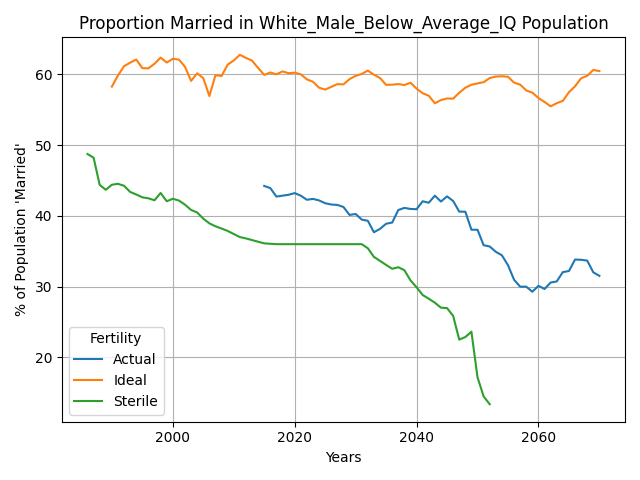 Proportion Married in White_Male_Below_Average_IQ Population
% of Population 'Married'
60
50
40
30
20
Fertility
Actual
Ideal
Sterile
2000
2020
2040
2060
Years